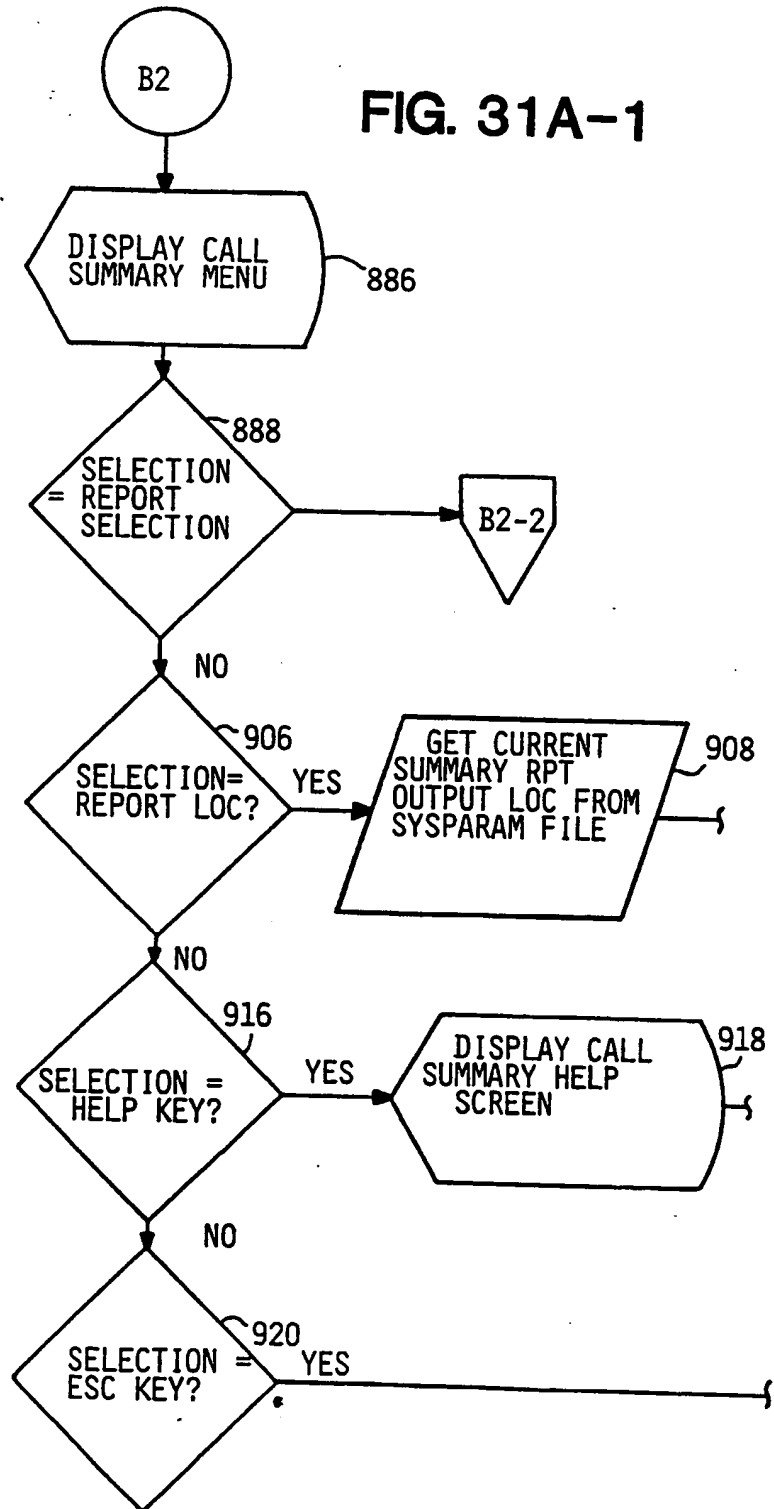 B2
FIG. 31A-1
DISPLAY CALL
SUMMARY MENU
886
888
SELECTION
= REPORT
SELECTION
B2-2
NO
906
SELECTION=
REPORT LOC?
YES
GET CURRENT
SUMMARY RPT
OUTPUT LOC FROM
SYSPARAM FILE
908
NO
916
SELECTION =
HELP KEY?
YES
DISPLAY CALL
SUMMARY HELP
SCREEN
918
NO
920
SELECTION =
ESC KEY?
YES